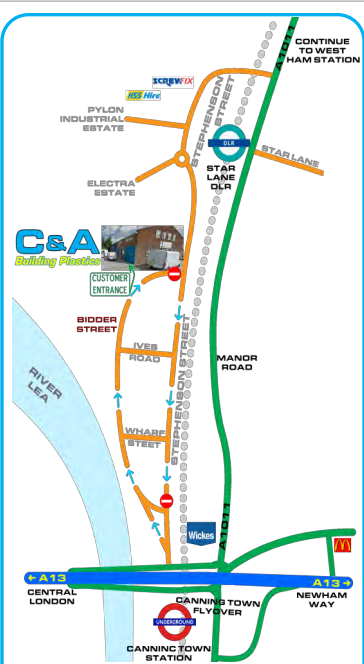 CONTINUE
TO WEST
HAM STATION
A1011
SCREWFIX
HSS Hire
PYLON
INDUSTRIAL
ESTATE
STEPHENSON
STREET
DLR
STAR LANE
STAR
LANE
DLR
ELECTRA
ESTATE
C&A
Building Plastics
CUSTOMER
ENTRANCE
BIDDER
STREET
IVES
ROAD
MANOR
ROAD
RIVER
LEA
STEPHENSON STREET
WHARF
STEET
A1011
Wickes
M
←A13
A13→
CENTRAL
LONDON
CANNING TOWN
FLYOVER
NEWHAM
WAY
UNDERGROUND
CANNING TOWN
STATION